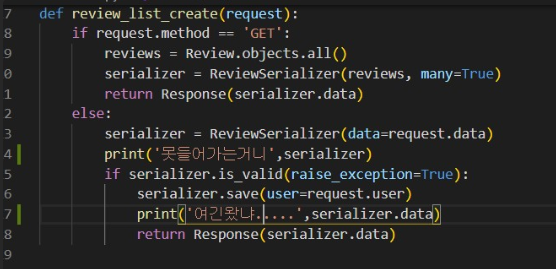 7 def review_list_create(request):
8     if request.method == 'GET':
9         reviews = Review.objects.all()
0         serializer = ReviewSerializer(reviews, many=True)
1         return Response(serializer.data)
2     else:
3         serializer = ReviewSerializer(data=request.data)
4         print('못들어가는거니',serializer)
5         if serializer.is_valid(raise_exception=True):
6             serializer.save(user=request.user)
7             print('여긴왔냐.....',serializer.data)
8             return Response(serializer.data)
9